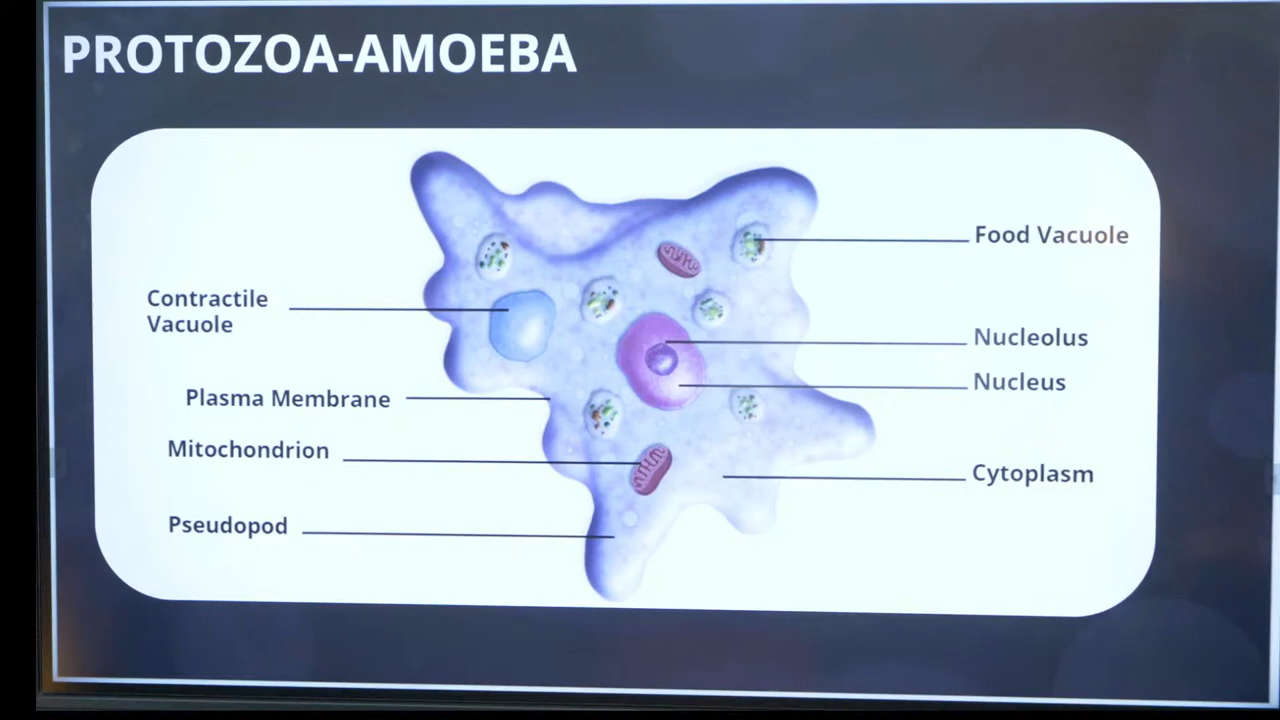 PROTOZOA-AMOEBA
Contractile
Vacuole
Plasma Membrane
Mitochondrion
Pseudopod
Food Vacuole
Nucleolus
Nucleus
Cytoplasm